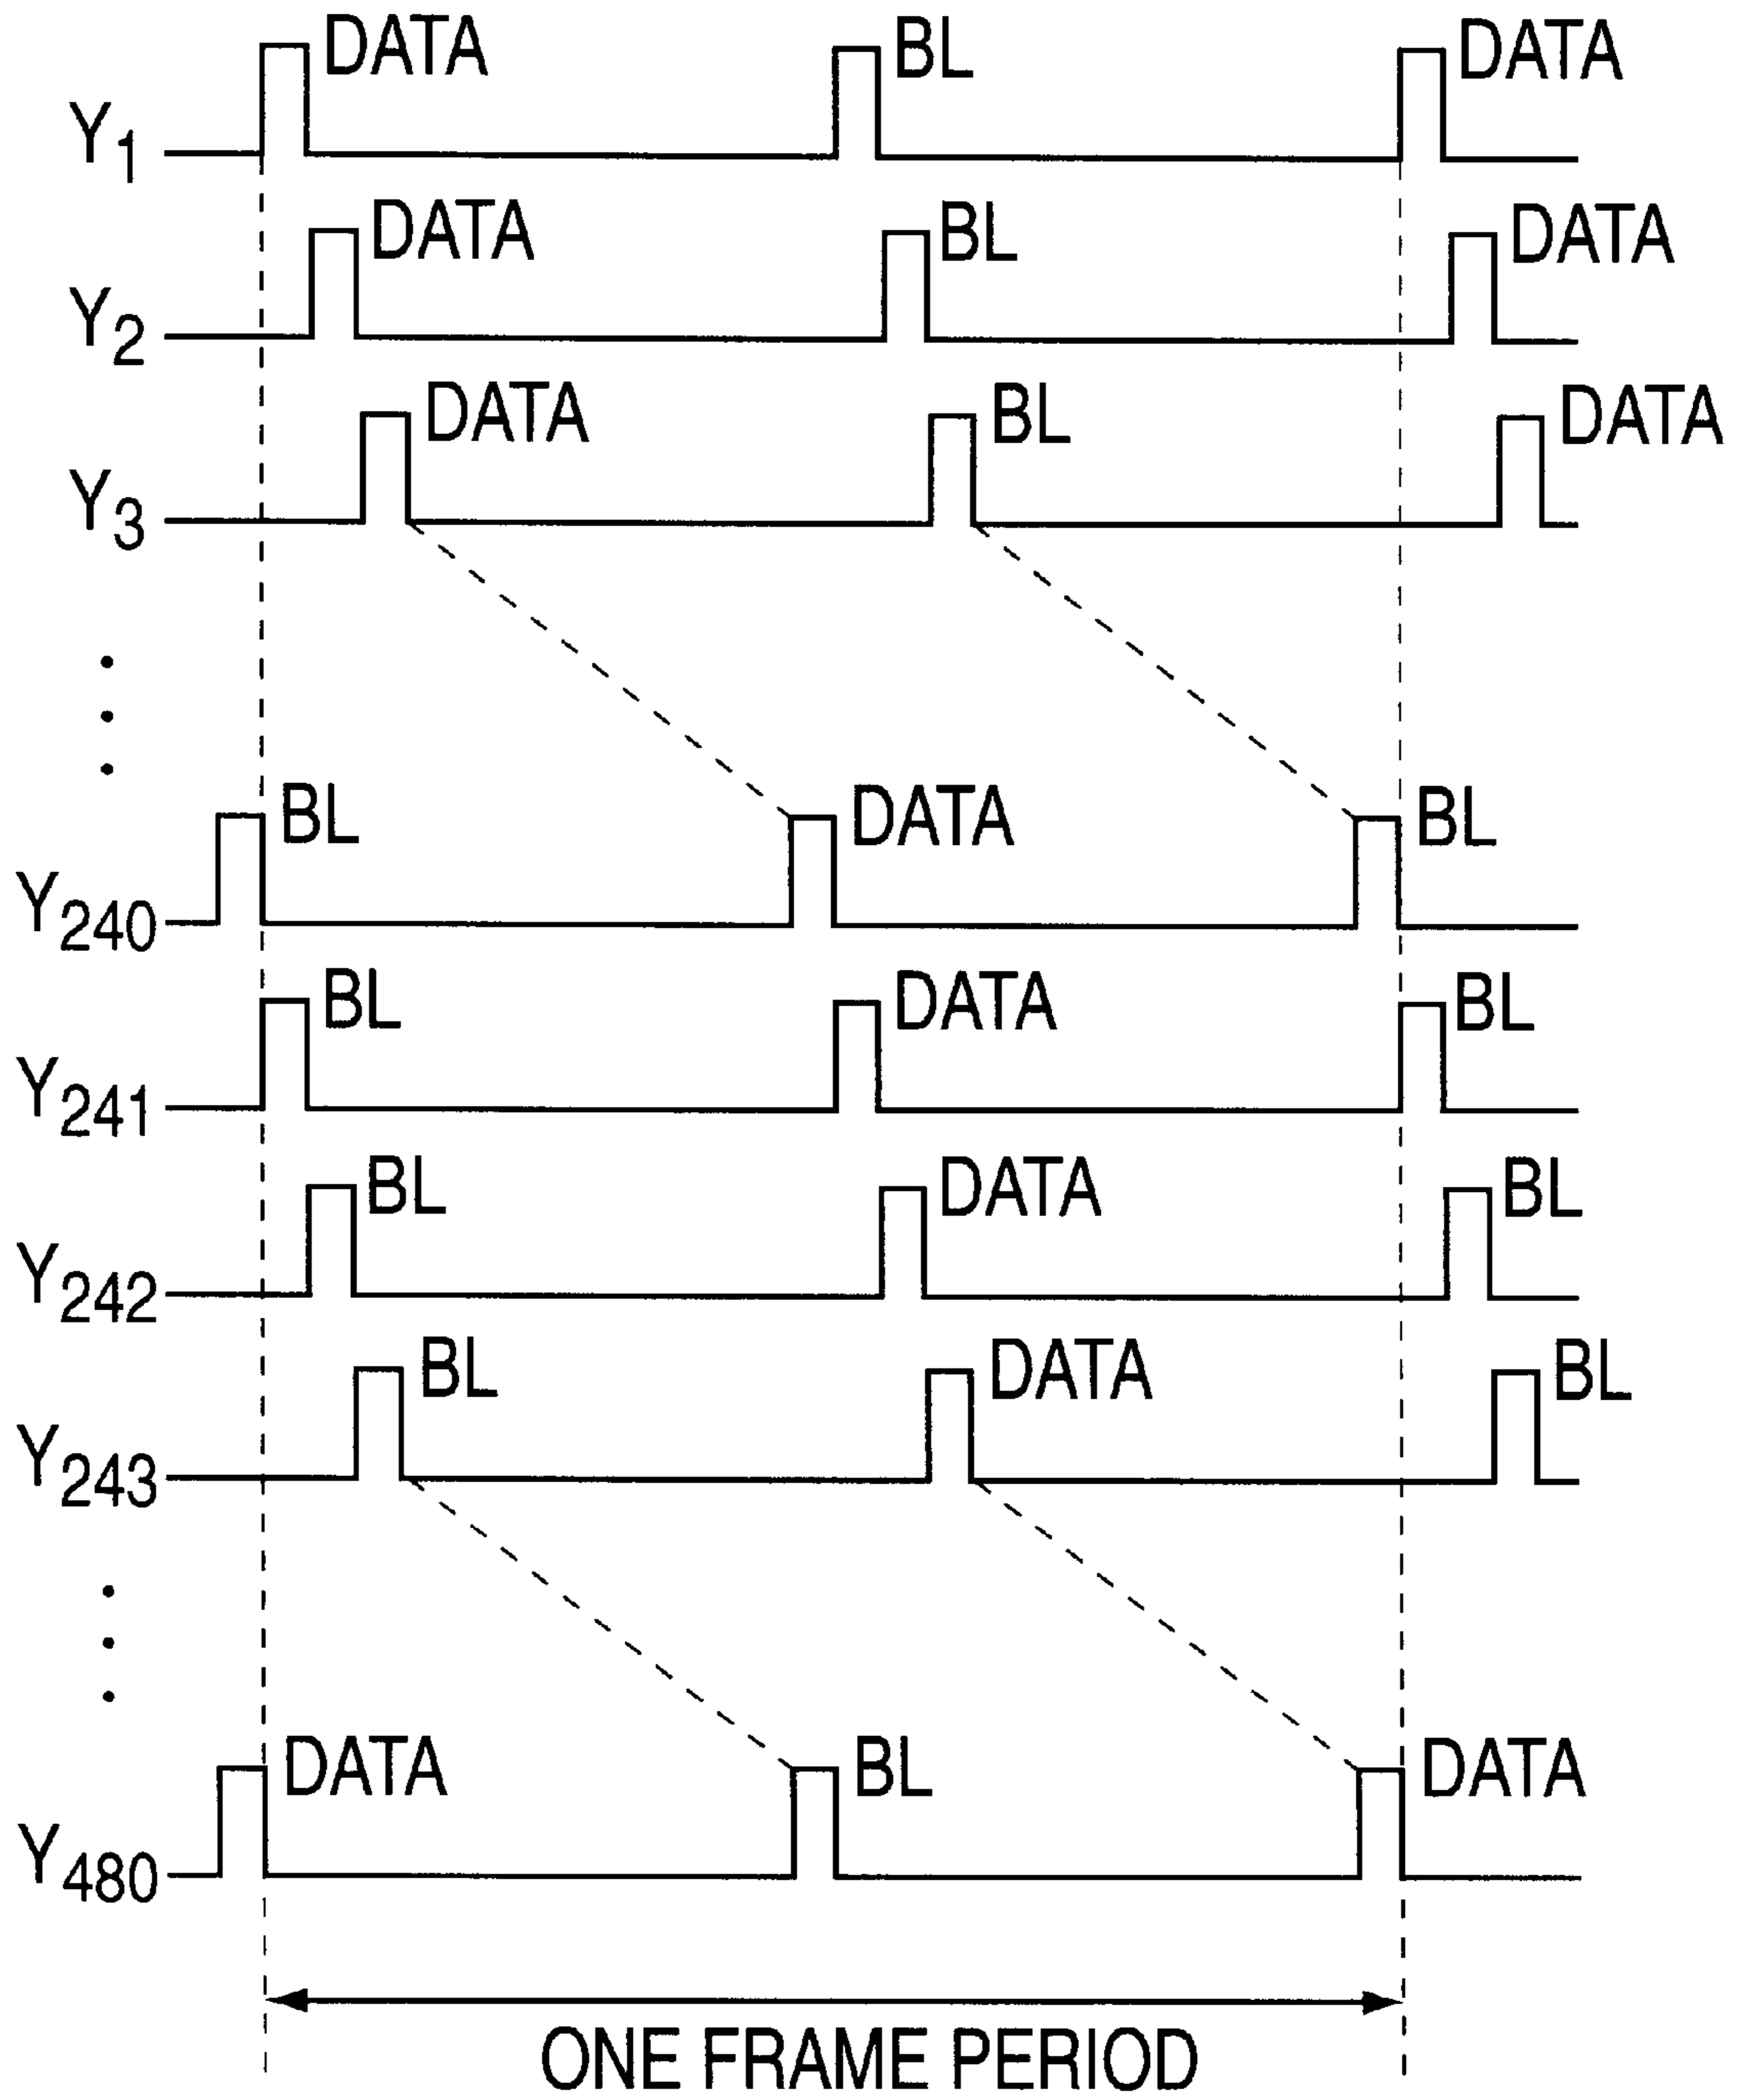 DATA BL DATA
Y1
DATA BL DATA
Y2
DATA BL DATA
Y3
BL DATA BL
Y240
BL DATA BL
Y241
BL DATA BL
Y242
BL DATA BL
Y243
DATA BL DATA
Y480
ONE FRAME PERIOD